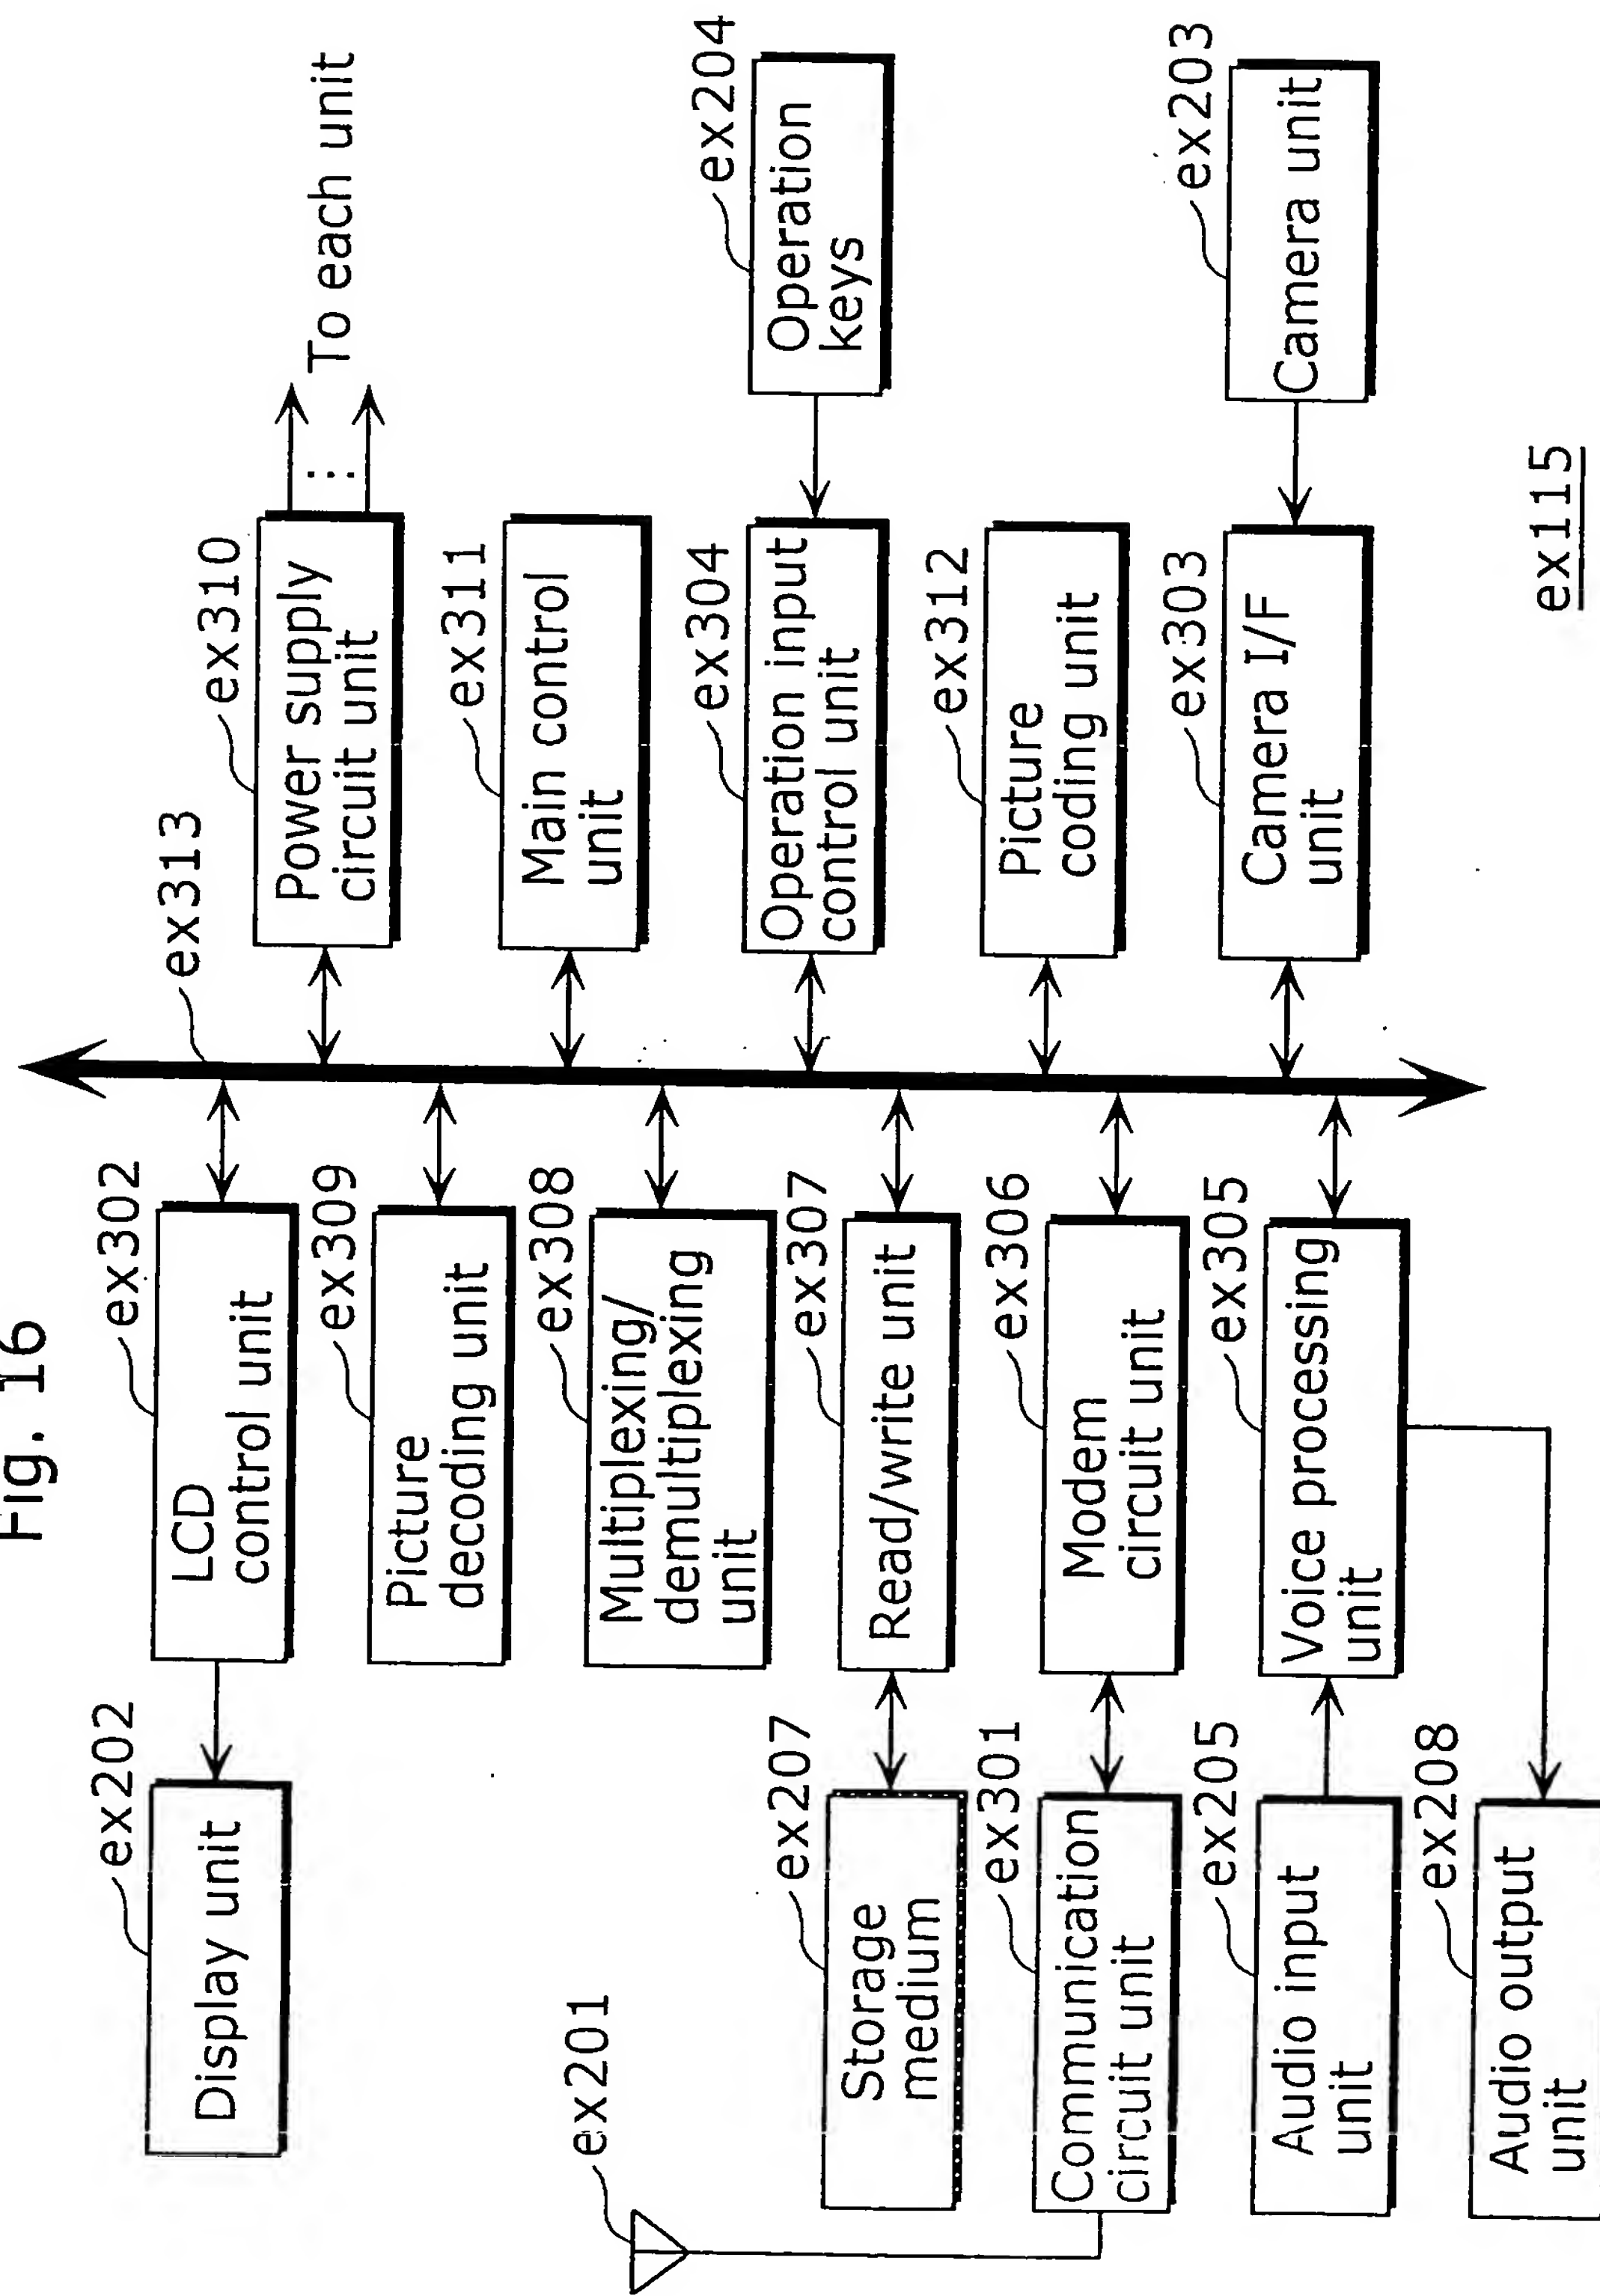 Fig. 16
ex313
ex202
Display unit
ex302
LCD
control unit
ex310
Power supply
circuit unit
To each unit
ex309
Picture
decoding unit
ex311
Main control
unit
ex201
ex308
Multiplexing/
demultiplexing
unit
ex304
Operation input
control unit
ex204
Operation
keys
ex207
Storage
medium
ex307
Read/write unit
ex312
Picture
coding unit
ex301
Communication
circuit unit
ex306
Modem
circuit unit
ex303
Camera I/F
unit
ex203
Camera unit
ex205
Audio input
unit
ex305
Voice processing
unit
ex208
Audio output
unit
ex115